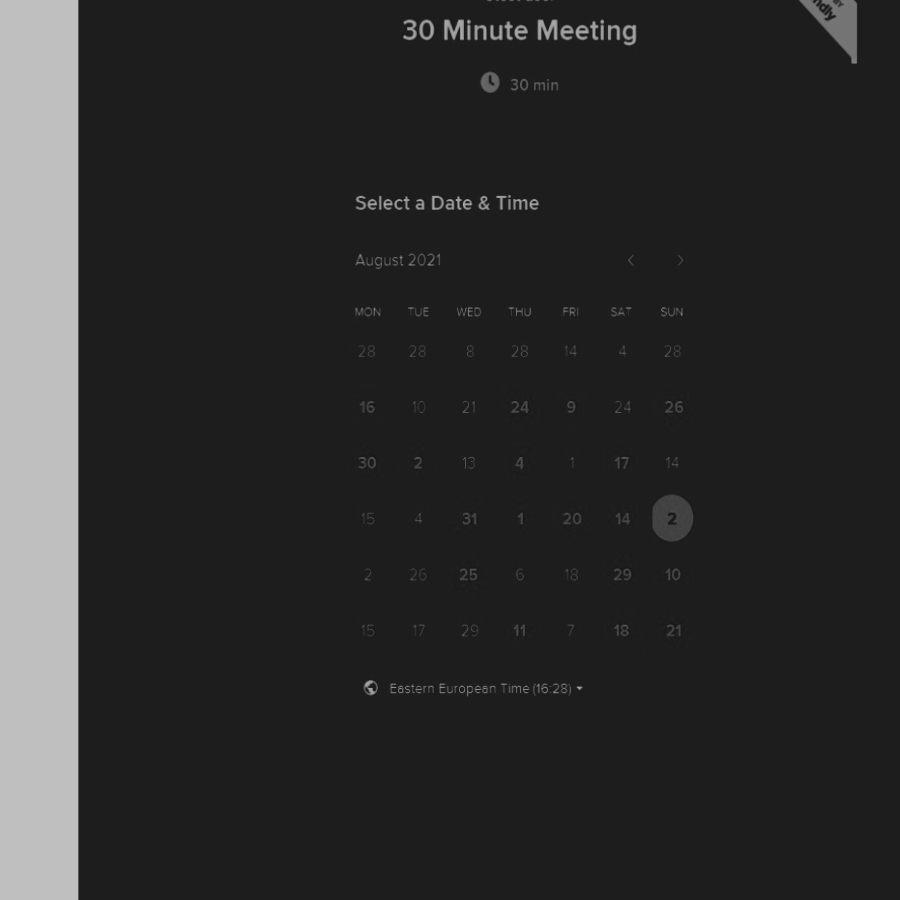 30 Minute Meeting
30 min
Select a Date & Time
August 2021
MON TUE WED THU FRI SAT SUN
28 28 8 28 14 4 28
16 10 21 24 9 24 26
30 2 13 4 1 17 14
15 4 31 1 20 14 2
2 26 25 6 18 29 10
15 17 29 11 7 18 21
Eastern European Time (16:28)